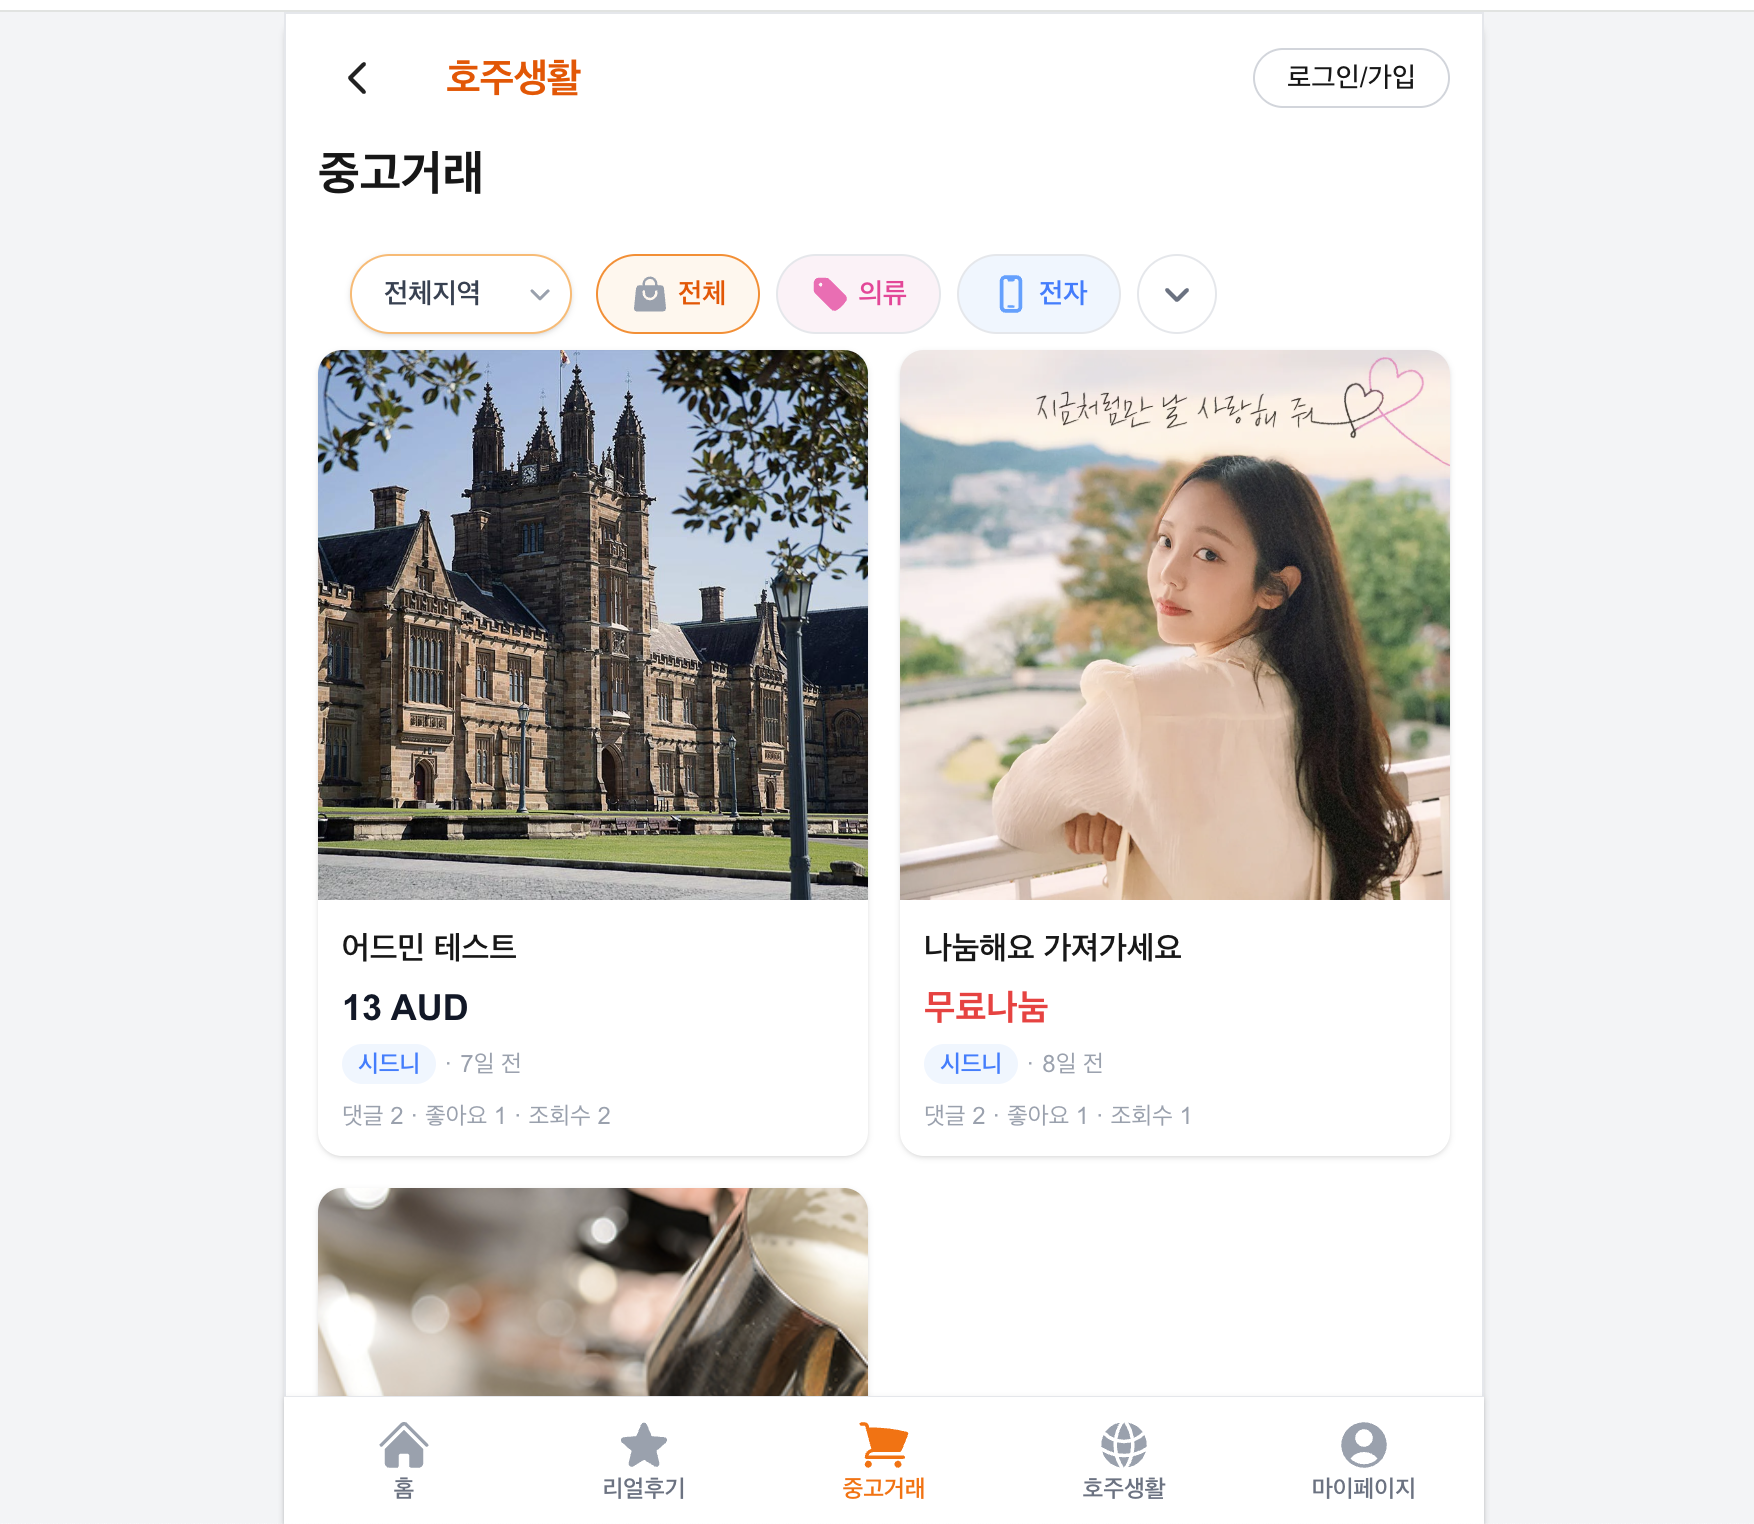 호주생활
로그인/가입
중고거래
전체지역
전체
의류
전자
지금처럼만 날 사랑해 줘
어드민 테스트
13 AUD
시드니 · 7일 전
댓글 2 · 좋아요 1 · 조회수 2
나눔해요 가져가세요
무료나눔
시드니 · 8일 전
댓글 2 · 좋아요 1 · 조회수 1
홈
리얼후기
중고거래
호주생활
마이페이지